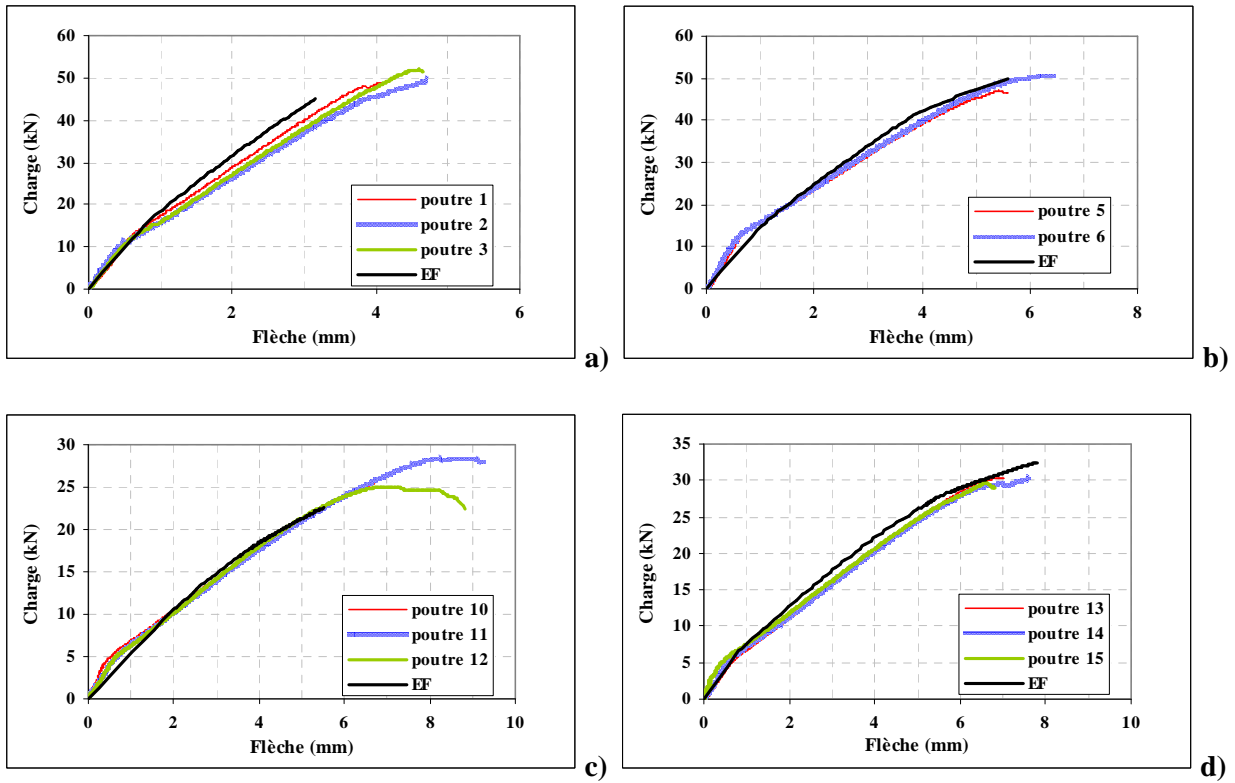 60
50
40
30
20
10
0
Charge (kN)
0 2 4 6
Flèche (mm)
poutre 1
poutre 2
poutre 3
EF
a)
60
50
40
30
20
10
0
Charge (kN)
0 2 4 6 8
Flèche (mm)
poutre 5
poutre 6
EF
b)
30
25
20
15
10
5
0
Charge (kN)
0 2 4 6 8 10
Flèche (mm)
poutre 10
poutre 11
poutre 12
EF
c)
35
30
25
20
15
10
5
0
Charge (kN)
0 2 4 6 8 10
Flèche (mm)
poutre 13
poutre 14
poutre 15
EF
d)